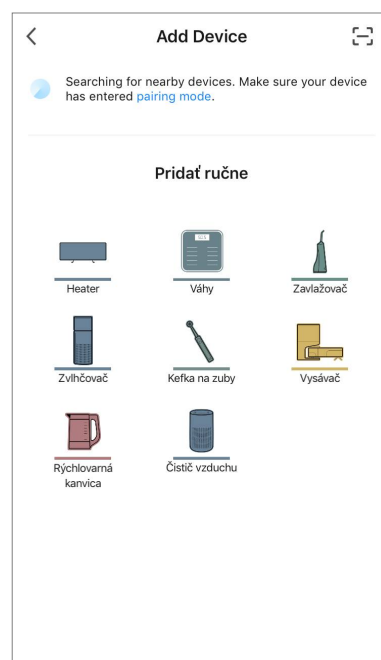 Add Device
Searching for nearby devices. Make sure your device
has entered pairing mode.
Pridať ručne
Heater
Váhy
Zavlažovač
Zvlhčovač
Kefka na zuby
Vysávač
Rýchlovarná
kanvica
Čistič vzduchu